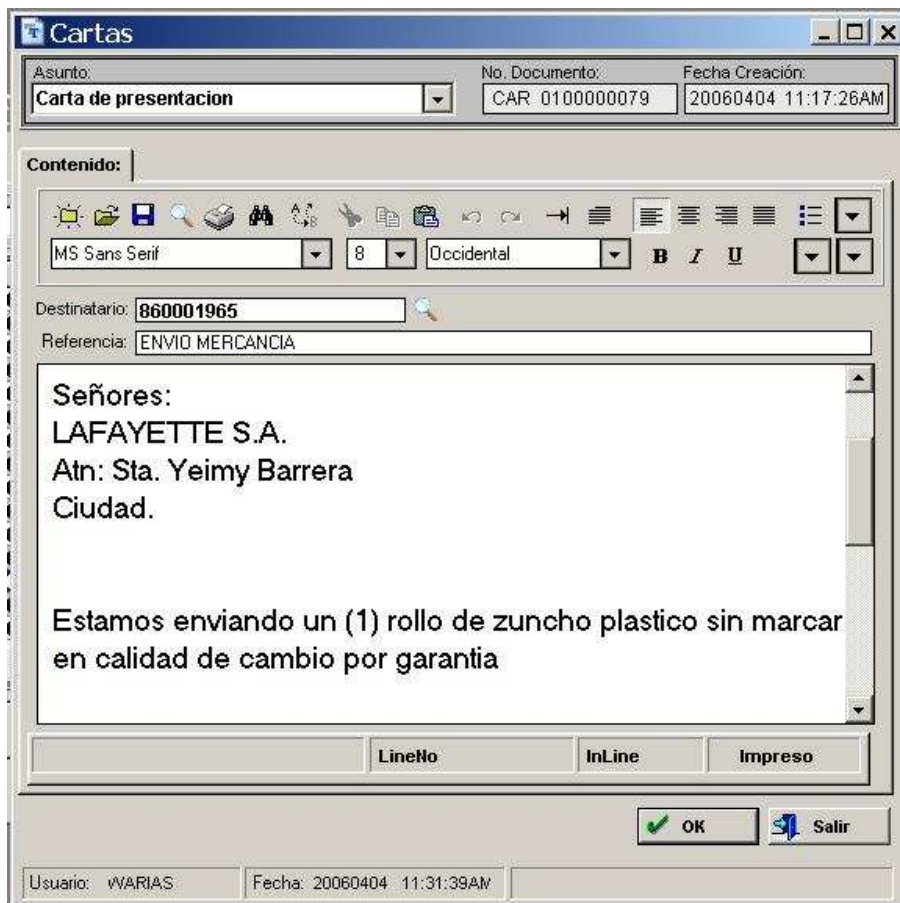 Cartas
Asunto: No. Documento: Fecha Creación:
Carta de presentacion CAR 0100000079 20060404 11:17:26AM
Contenido:
MS Sans Serif 8 Occidental B I U
Destinatario: 860001965
Referencia: ENVIO MERCANCIA
Señores:
LAFAYETTE S.A.
Atn: Sta. Yeimy Barrera
Ciudad.
Estamos enviando un (1) rollo de zuncho plastico sin marcar
en calidad de cambio por garantia
LineNo InLine Impreso
OK Salir
Usuario: WARIAS Fecha: 20060404 11:31:39AM